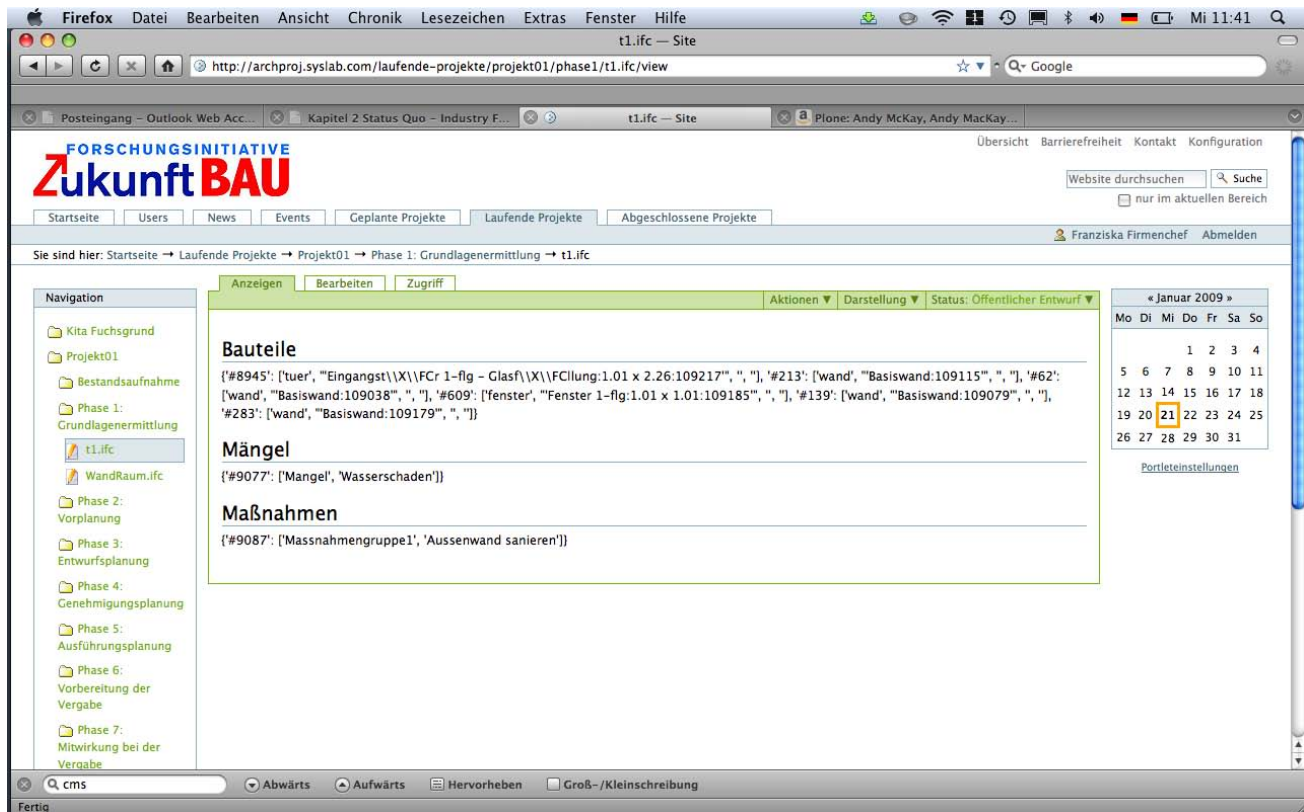 Firefox Datei Bearbeiten Ansicht Chronik Lesezeichen Extras Fenster Hilfe Mi 11:41
t1.ifc — Site
http://archproj.syslab.com/laufende-projekte/projekt01/phase1/t1.ifc/view Google
Posteingang – Outlook Web Acc... Kapitel 2 Status Quo – Industry F... t1.ifc — Site Plone: Andy McKay, Andy MacKay...
Übersicht Barrierefreiheit Kontakt Konfiguration
FORSCHUNGSINITIATIVE
Zukunft BAU
Website durchsuchen Suche
nur im aktuellen Bereich
Startseite Users News Events Geplante Projekte Laufende Projekte Abgeschlossene Projekte
Franziska Firmenchef Abmelden
Sie sind hier: Startseite → Laufende Projekte → Projekt01 → Phase 1: Grundlagenermittlung → t1.ifc
Navigation
Kita Fuchsgrund
Projekt01
Bestandsaufnahme
Phase 1:
Grundlagenermittlung
t1.ifc
WandRaum.ifc
Phase 2:
Vorplanung
Phase 3:
Entwurfsplanung
Phase 4:
Genehmigungsplanung
Phase 5:
Ausführungsplanung
Phase 6:
Vorbereitung der
Vergabe
Phase 7:
Mitwirkung bei der
Vergabe
Anzeigen Bearbeiten Zugriff
Aktionen ▼ Darstellung ▼ Status: Öffentlicher Entwurf ▼
Bauteile
{'#8945': ['tuer', "'Eingangst\\X\\FCr 1-flg – Glasf\\X\\FCllung:1.01 x 2.26:109217'", '', ''], '#213': ['wand', "'Basiswand:109115'", '', ''], '#62':
['wand', "'Basiswand:109038'", '', ''], '#609': ['fenster', "'Fenster 1-flg:1.01 x 1.01:109185'", '', ''], '#139': ['wand', "'Basiswand:109079'", '', ''],
'#283': ['wand', "'Basiswand:109179'", '', '']}
Mängel
{'#9077': ['Mangel', 'Wasserschaden']}
Maßnahmen
{'#9087': ['Massnahmengruppe1', 'Aussenwand sanieren']}
« Januar 2009 »
Mo Di Mi Do Fr Sa So
1 2 3 4
5 6 7 8 9 10 11
12 13 14 15 16 17 18
19 20 21 22 23 24 25
26 27 28 29 30 31
Portleteinstellungen
cms Abwärts Aufwärts Hervorheben Groß-/Kleinschreibung
Fertig